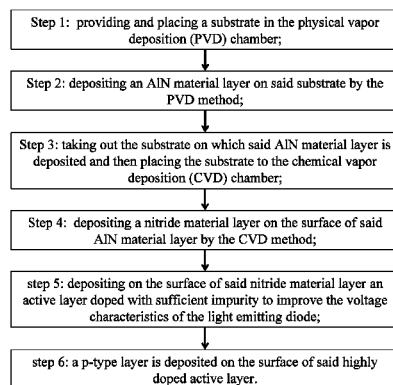 Step 1:  providing and placing a substrate in the physical vapor
deposition (PVD) chamber;
Step 2: depositing an AlN material layer on said substrate by the
PVD method;
Step 3: taking out the substrate on which said AlN material layer is
deposited and then placing the substrate to the chemical vapor
deposition (CVD) chamber;
Step 4:  depositing a nitride material layer on the surface of said
AlN material layer by the CVD method;
step 5: depositing on the surface of said nitride material layer an
active layer doped with sufficient impurity to improve the voltage
characteristics of the light emitting diode;
step 6: a p-type layer is deposited on the surface of said highly
doped active layer.